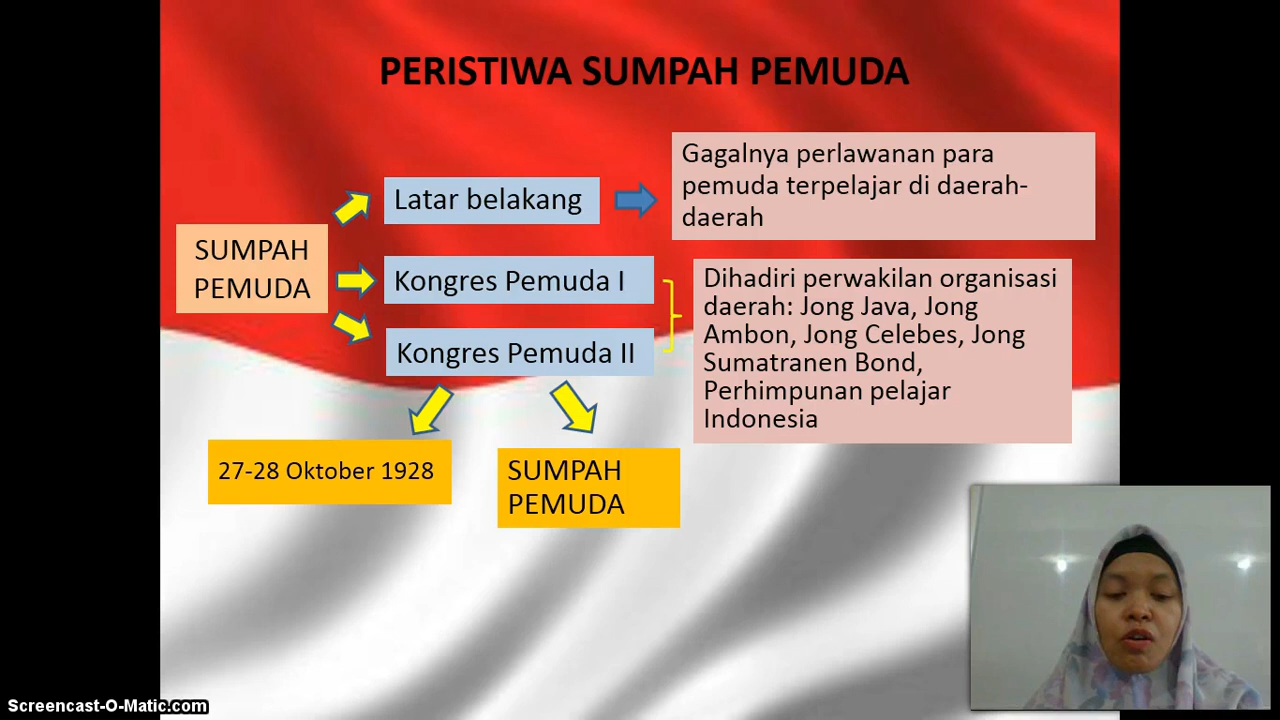 PERISTIWA SUMPAH PEMUDA
SUMPAH
PEMUDA
Latar belakang
Gagalnya perlawanan para
pemuda terpelajar di daerah-
daerah
Kongres Pemuda I
Kongres Pemuda II
Dihadiri perwakilan organisasi
daerah: Jong Java, Jong
Ambon, Jong Celebes, Jong
Sumatranen Bond,
Perhimpunan pelajar
Indonesia
27-28 Oktober 1928
SUMPAH
PEMUDA
Screencast-O-Matic.com